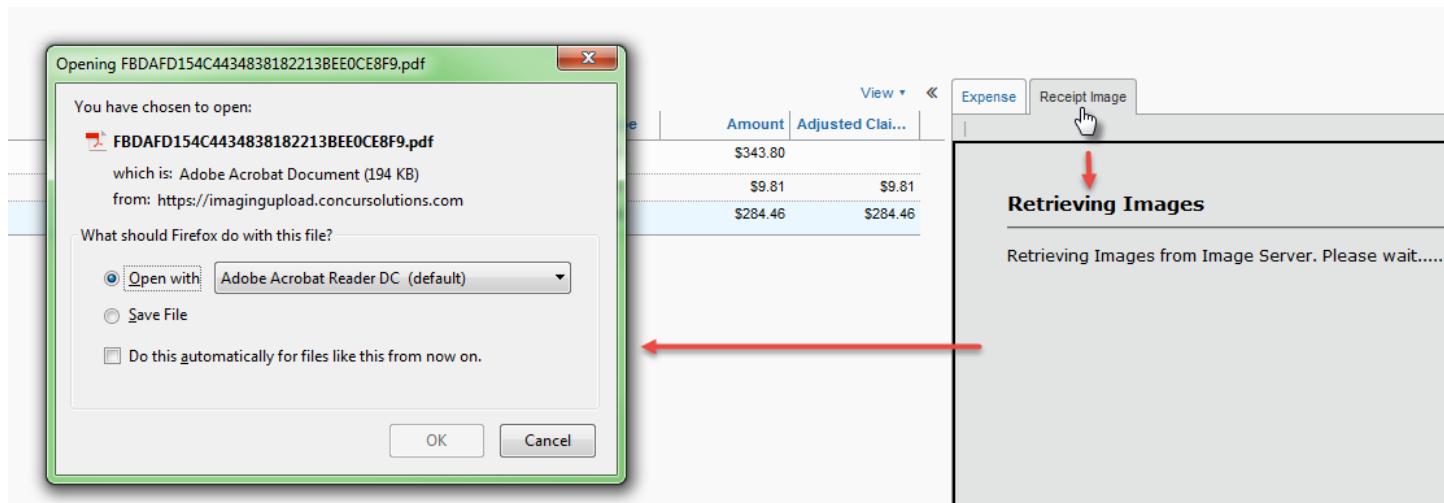 Opening FBDAFD154C4434838182213BEE0CE8F9.pdf
You have chosen to open:
FBDAFD154C4434838182213BEE0CE8F9.pdf
which is: Adobe Acrobat Document (194 KB)
from: https://imagingupload.concursolutions.com
What should Firefox do with this file?
Open with Adobe Acrobat Reader DC (default)
Save File
Do this automatically for files like this from now on.
OK Cancel
View
Amount Adjusted Clai...
$343.80
$9.81 $9.81
$284.46 $284.46
Expense Receipt Image
Retrieving Images
Retrieving Images from Image Server. Please wait.....